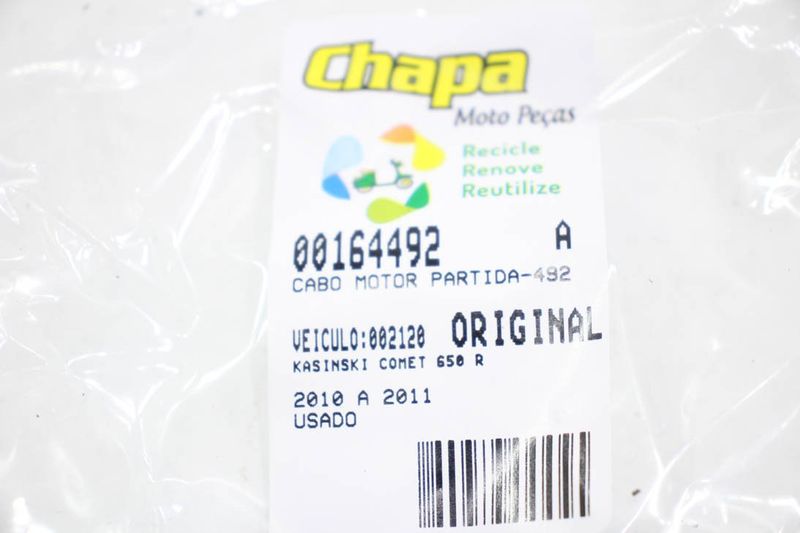 Chapa
Moto Peças
Recicle
Renove
Reutilize
00164492 A
CABO MOTOR PARTIDA-492
VEICULO:002120 ORIGINAL
KASINSKI COMET 650 R
2010 A 2011
USADO